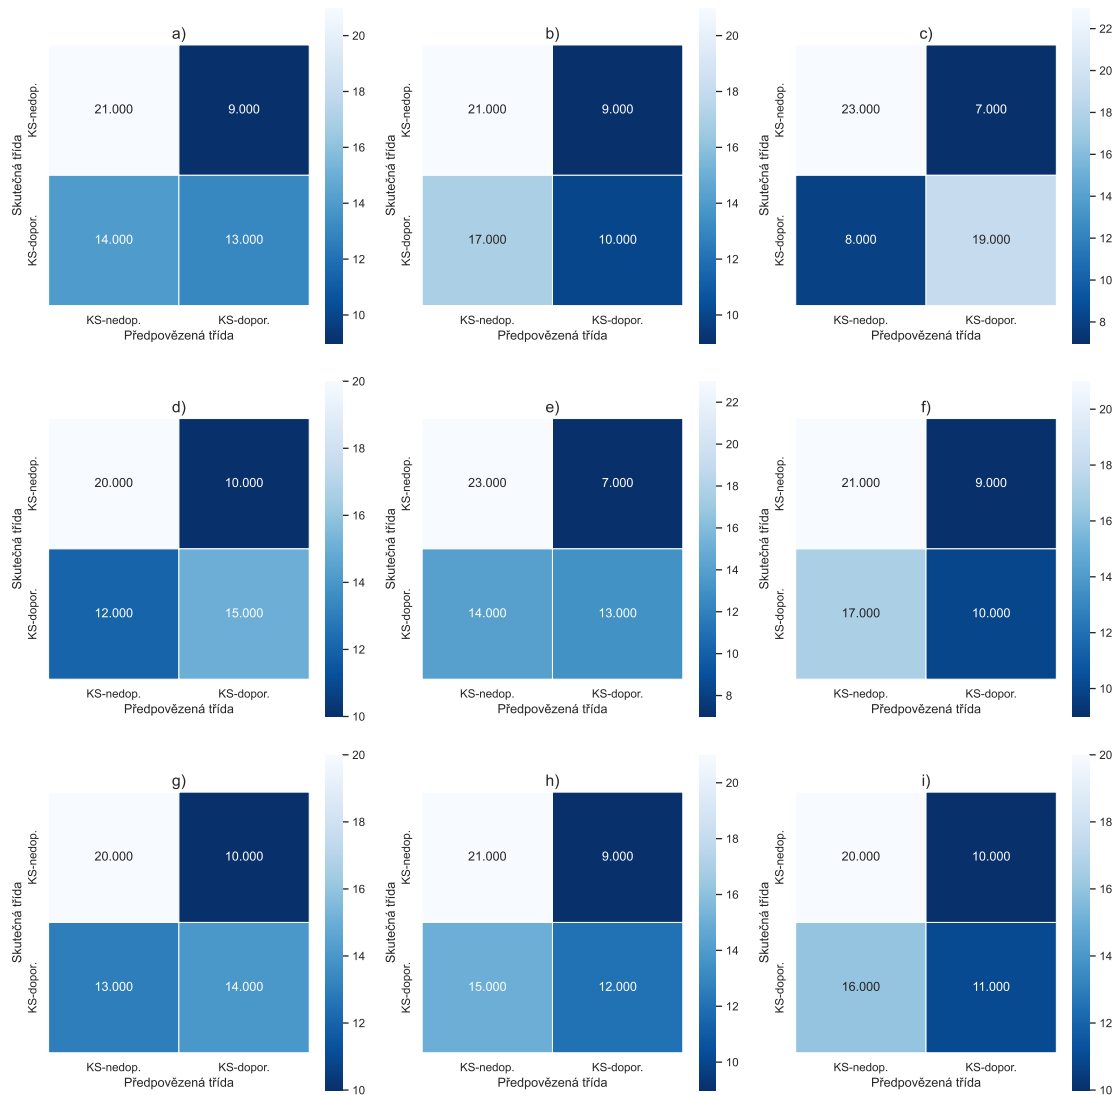 a)
21.000 9.000
14.000 13.000
KS-nedop. KS-dopor.
Předpovězená třída
KS-nedop.
KS-dopor.
Skutečná třída
20
18
16
14
12
10
b)
21.000 9.000
17.000 10.000
KS-nedop. KS-dopor.
Předpovězená třída
KS-nedop.
KS-dopor.
Skutečná třída
20
18
16
14
12
10
c)
23.000 7.000
8.000 19.000
KS-nedop. KS-dopor.
Předpovězená třída
KS-nedop.
KS-dopor.
Skutečná třída
22
20
18
16
14
12
10
8
d)
20.000 10.000
12.000 15.000
KS-nedop. KS-dopor.
Předpovězená třída
KS-nedop.
KS-dopor.
Skutečná třída
20
18
16
14
12
10
e)
23.000 7.000
14.000 13.000
KS-nedop. KS-dopor.
Předpovězená třída
KS-nedop.
KS-dopor.
Skutečná třída
22
20
18
16
14
12
10
8
f)
21.000 9.000
17.000 10.000
KS-nedop. KS-dopor.
Předpovězená třída
KS-nedop.
KS-dopor.
Skutečná třída
20
18
16
14
12
10
g)
20.000 10.000
13.000 14.000
KS-nedop. KS-dopor.
Předpovězená třída
KS-nedop.
KS-dopor.
Skutečná třída
20
18
16
14
12
10
h)
21.000 9.000
15.000 12.000
KS-nedop. KS-dopor.
Předpovězená třída
KS-nedop.
KS-dopor.
Skutečná třída
20
18
16
14
12
10
i)
20.000 10.000
16.000 11.000
KS-nedop. KS-dopor.
Předpovězená třída
KS-nedop.
KS-dopor.
Skutečná třída
20
18
16
14
12
10